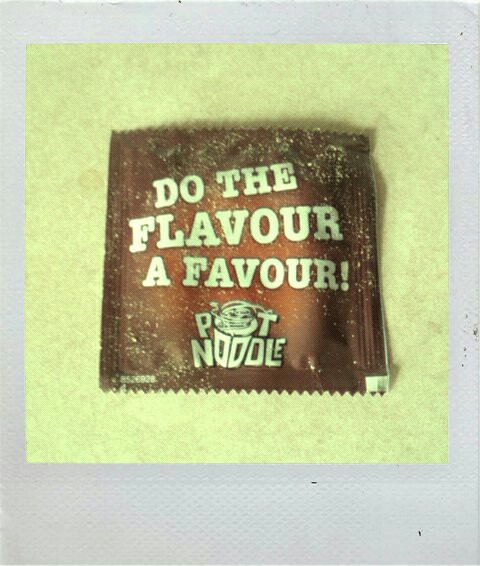 DO THE
FLAVOUR
A FAVOUR!
POT
NOODLE